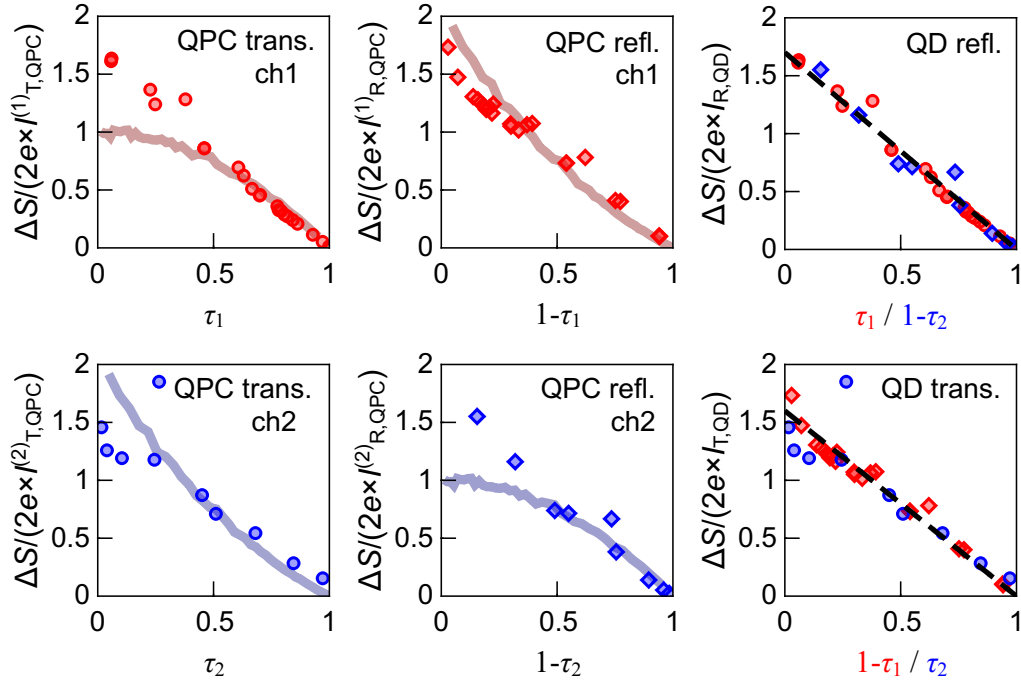 QPC trans.
ch1
ΔS/(2e×I⁽¹⁾T,QPC)
2
1.5
1
0.5
0
0
0.5
1
τ1
QPC refl.
ch1
ΔS/(2e×I⁽¹⁾R,QPC)
2
1.5
1
0.5
0
0
0.5
1
1-τ1
QD refl.
ΔS/(2e×IR,QD)
2
1.5
1
0.5
0
0
0.5
1
τ1 / 1-τ2
QPC trans.
ch2
ΔS/(2e×I⁽²⁾T,QPC)
2
1.5
1
0.5
0
0
0.5
1
τ2
QPC refl.
ch2
ΔS/(2e×I⁽²⁾R,QPC)
2
1.5
1
0.5
0
0
0.5
1
1-τ2
QD trans.
ΔS/(2e×IT,QD)
2
1.5
1
0.5
0
0
0.5
1
1-τ1 / τ2